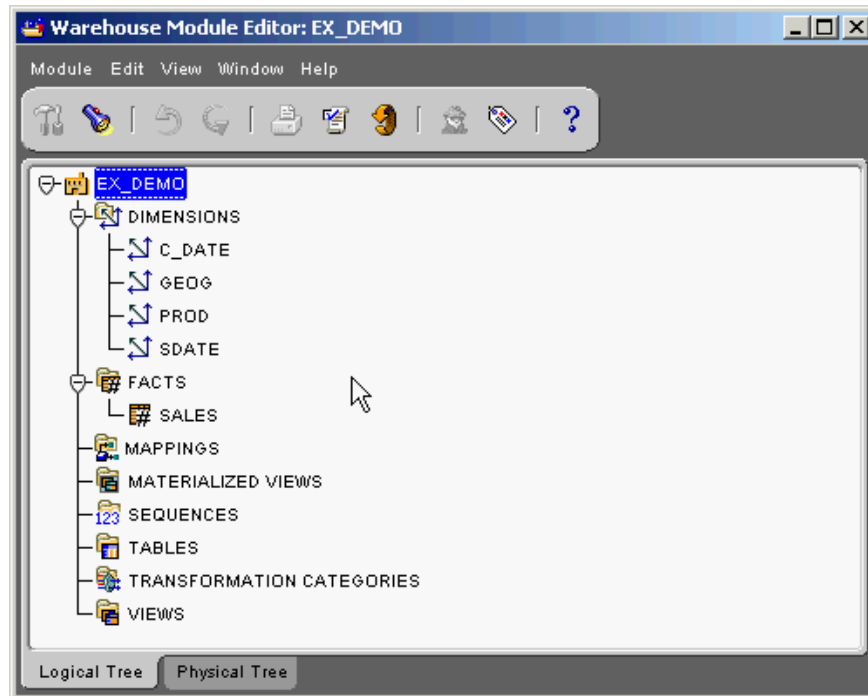 Warehouse Module Editor: EX_DEMO
Module Edit View Window Help
EX_DEMO
DIMENSIONS
C_DATE
GEOG
PROD
SDATE
FACTS
SALES
MAPPINGS
MATERIALIZED VIEWS
123 SEQUENCES
TABLES
TRANSFORMATION CATEGORIES
VIEWS
Logical Tree Physical Tree